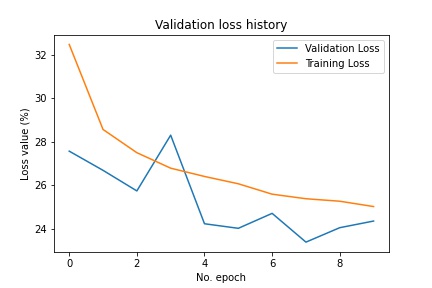 Validation loss history
Validation Loss
Training Loss
Loss value (%)
32
30
28
26
24
0
2
4
6
8
No. epoch